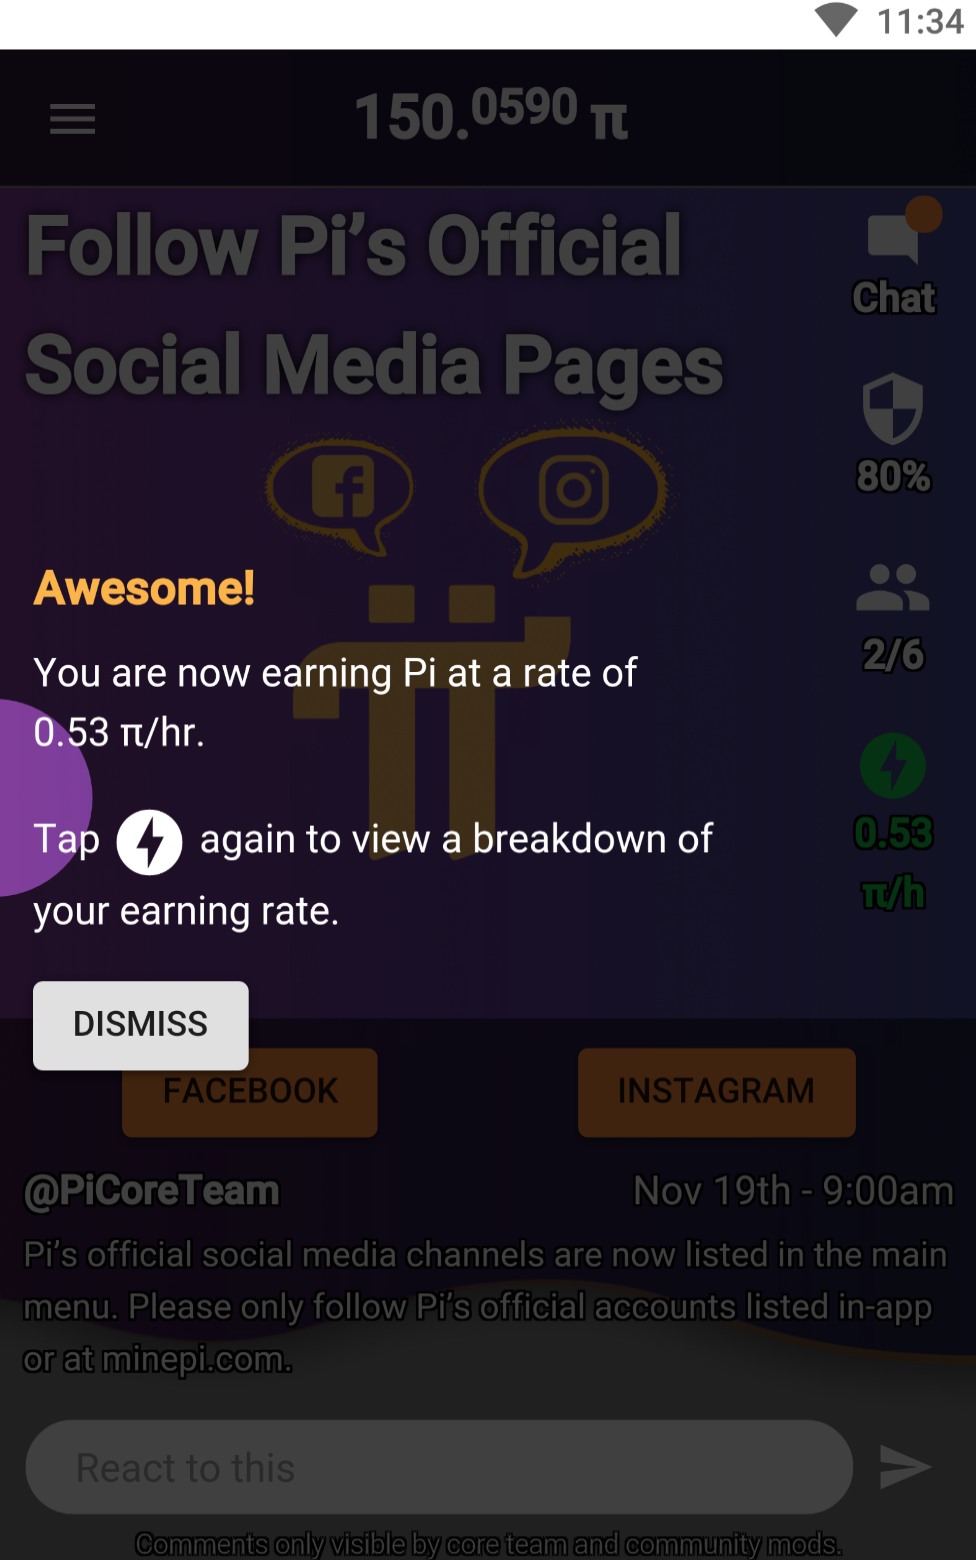 11:34
150.0590 π
Follow Pi’s Official
Social Media Pages
Chat
80%
2/6
0.53
π/h
Awesome!
You are now earning Pi at a rate of
0.53 π/hr.
Tap again to view a breakdown of
your earning rate.
DISMISS
FACEBOOK
INSTAGRAM
@PiCoreTeam
Nov 19th - 9:00am
Pi’s official social media channels are now listed in the main
menu. Please only follow Pi’s official accounts listed in-app
or at minepi.com.
React to this
Comments only visible by core team and community mods.